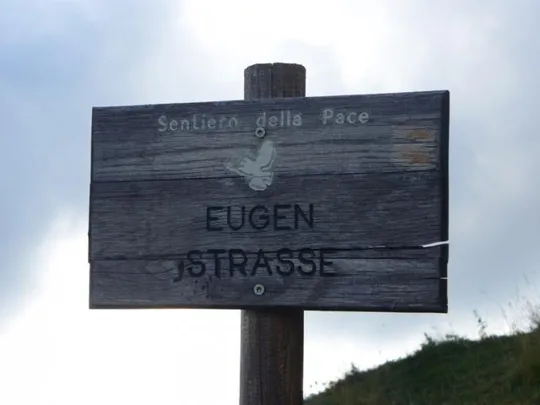 Sentiero della Pace
EUGEN
STRASSE